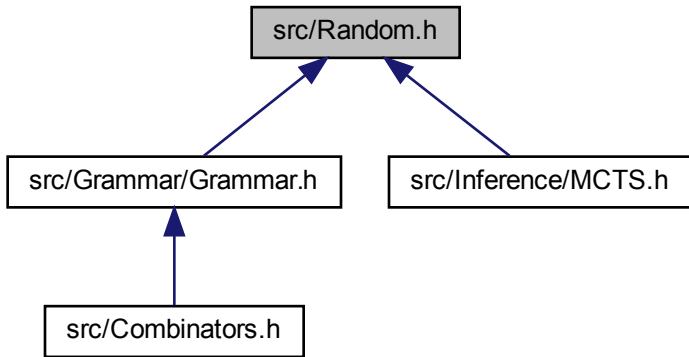 src/Random.h
src/Grammar/Grammar.h
src/Inference/MCTS.h
src/Combinators.h